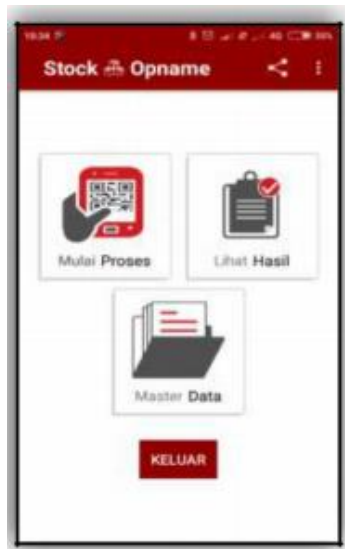 Stock Opname
Mulai Proses
Lihat Hasil
Master Data
KELUAR